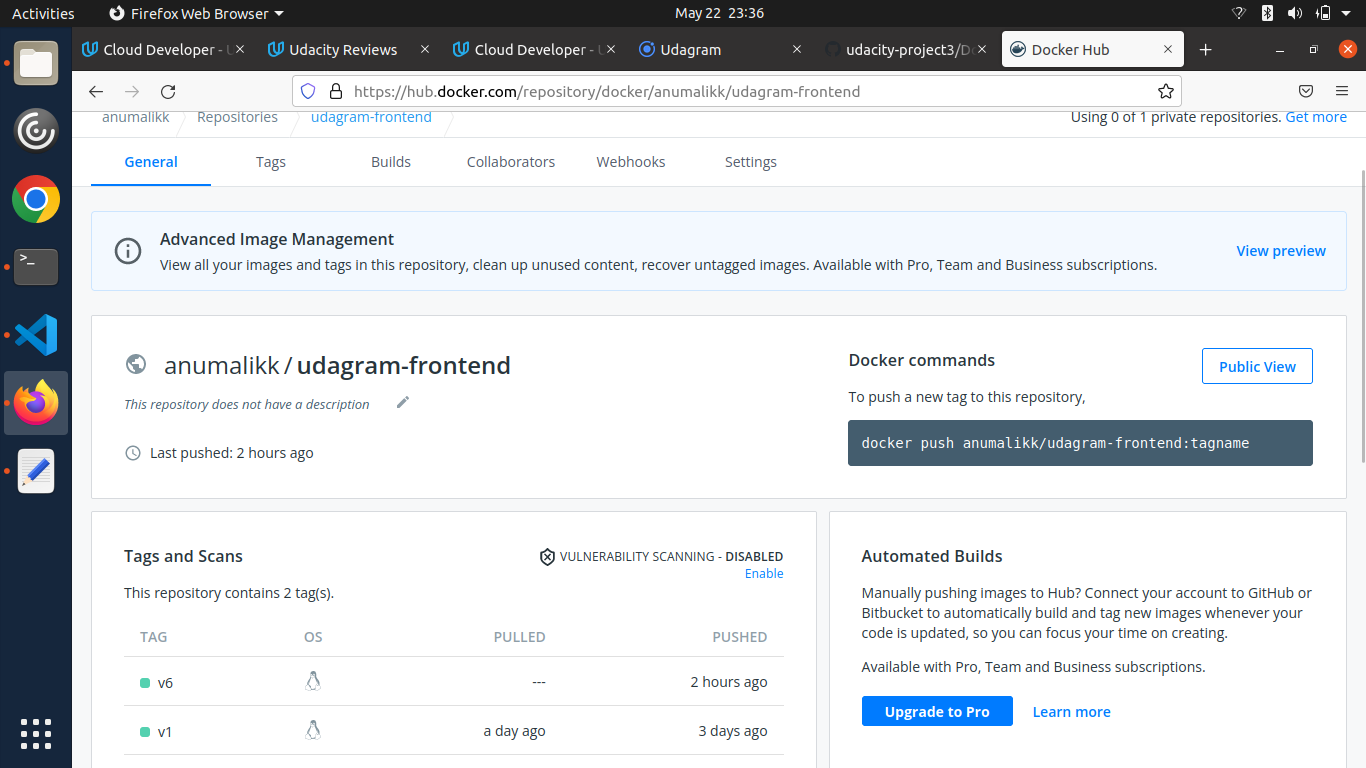 Activities Firefox Web Browser May 22 23:36
Cloud Developer - U Udacity Reviews Cloud Developer - U Udagram udacity-project3/Do Docker Hub
https://hub.docker.com/repository/docker/anumalikk/udagram-frontend
anumalikk Repositories udagram-frontend Using 0 of 1 private repositories. Get more
General Tags Builds Collaborators Webhooks Settings
Advanced Image Management
View all your images and tags in this repository, clean up unused content, recover untagged images. Available with Pro, Team and Business subscriptions.
View preview
anumalikk / udagram-frontend
This repository does not have a description
Last pushed: 2 hours ago
Docker commands
Public View
To push a new tag to this repository,
docker push anumalikk/udagram-frontend:tagname
Tags and Scans
VULNERABILITY SCANNING - DISABLED
Enable
This repository contains 2 tag(s).
TAG OS PULLED PUSHED
v6 --- 2 hours ago
v1 a day ago 3 days ago
Automated Builds
Manually pushing images to Hub? Connect your account to GitHub or
Bitbucket to automatically build and tag new images whenever your
code is updated, so you can focus your time on creating.
Available with Pro, Team and Business subscriptions.
Upgrade to Pro Learn more